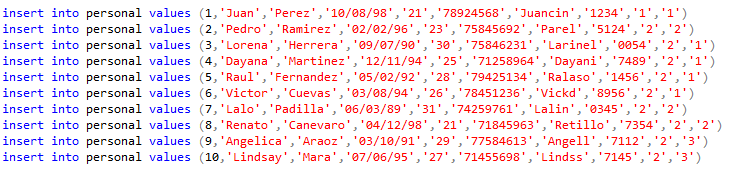 insert into personal values (1,'Juan','Perez','10/08/98','21','78924568','Juancin','1234','1','1')
insert into personal values (2,'Pedro','Ramirez','02/02/96','23','75845692','Parel','5124','2','2')
insert into personal values (3,'Lorena','Herrera','09/07/90','30','75846231','Larinel','0054','2','1')
insert into personal values (4,'Dayana','Martinez','12/11/94','25','71258964','Dayani','7489','2','1')
insert into personal values (5,'Raul','Fernandez','05/02/92','28','79425134','Ralaso','1456','2','1')
insert into personal values (6,'Victor','Cuevas','03/08/94','26','78451236','Vickd','8956','2','1')
insert into personal values (7,'Lalo','Padilla','06/03/89','31','74259761','Lalin','0345','2','2')
insert into personal values (8,'Renato','Canevaro','04/12/98','21','71845963','Retillo','7354','2','2')
insert into personal values (9,'Angelica','Araoz','03/10/91','29','77584613','Angell','7112','2','3')
insert into personal values (10,'Lindsay','Mara','07/06/95','27','71455698','Lindss','7145','2','3')